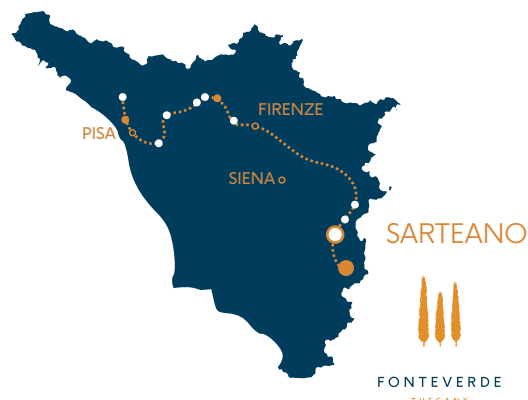 FIRENZE
PISA
SIENA
SARTEANO
FONTEVERDE
TUSCANY